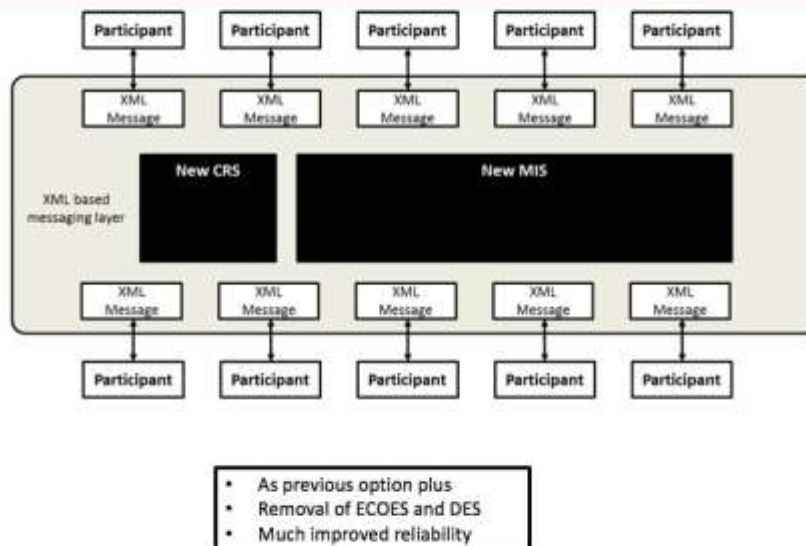 Participant Participant Participant Participant Participant
XML XML XML XML XML
Message Message Message Message Message
New CRS New MIS
XML based
messaging layer
XML XML XML XML XML
Message Message Message Message Message
Participant Participant Participant Participant Participant
• As previous option plus
• Removal of ECOES and DES
• Much improved reliability